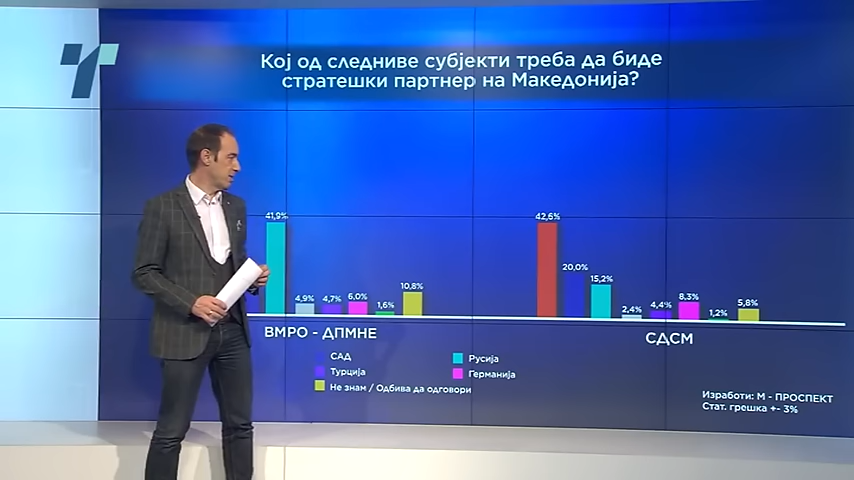 Кој од следниве субјекти треба да биде
стратешки партнер на Македонија?
41,9%
4,9%
4,7%
6,0%
1,6%
10,8%
42,6%
20,0%
15,2%
2,4%
4,4%
8,3%
1,2%
5,8%
ВМРО - ДПМНЕ
СДСМ
САД
Русија
Турција
Германија
Не знам / Одбива да одговори
Изработи: М - ПРОСПЕКТ
Стат. грешка +- 3%